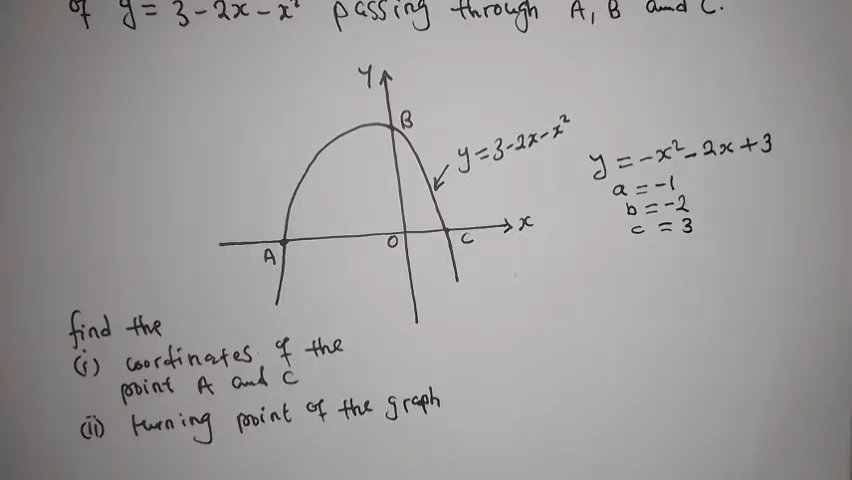 of y = 3 - 2x - x² passing through A, B and C.
y
B
y = 3 - 2x - x²
y = -x² - 2x + 3
a = -1
b = -2
c = 3
A
O
C
x
find the
(i) coordinates of the
point A and C
(ii) turning point of the graph